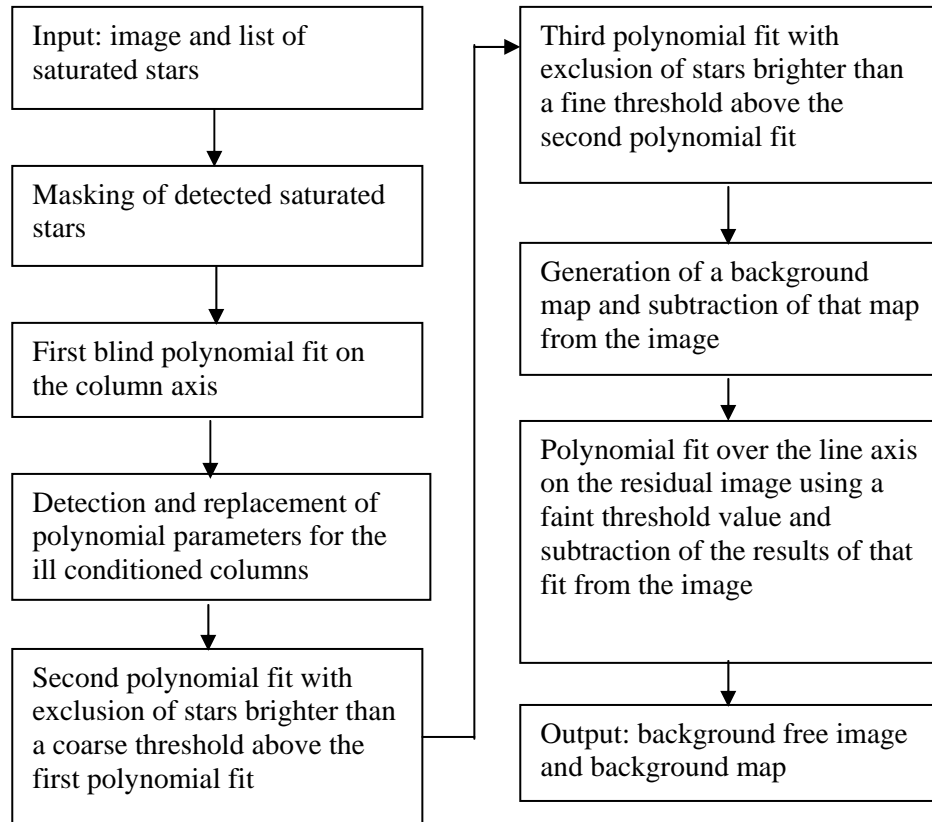 Input: image and list of
saturated stars
Masking of detected saturated
stars
First blind polynomial fit on
the column axis
Detection and replacement of
polynomial parameters for the
ill conditioned columns
Second polynomial fit with
exclusion of stars brighter than
a coarse threshold above the
first polynomial fit
Third polynomial fit with
exclusion of stars brighter than
a fine threshold above the
second polynomial fit
Generation of a background
map and subtraction of that map
from the image
Polynomial fit over the line axis
on the residual image using a
faint threshold value and
subtraction of the results of that
fit from the image
Output: background free image
and background map